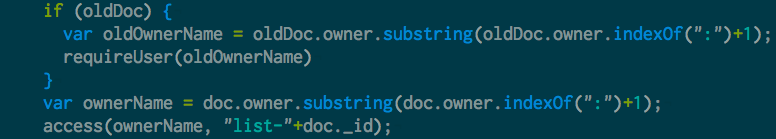 if (oldDoc) {
var oldOwnerName = oldDoc.owner.substring(oldDoc.owner.indexOf(":")+1);
requireUser(oldOwnerName)
}
var ownerName = doc.owner.substring(doc.owner.indexOf(":")+1);
access(ownerName, "list-"+doc._id);